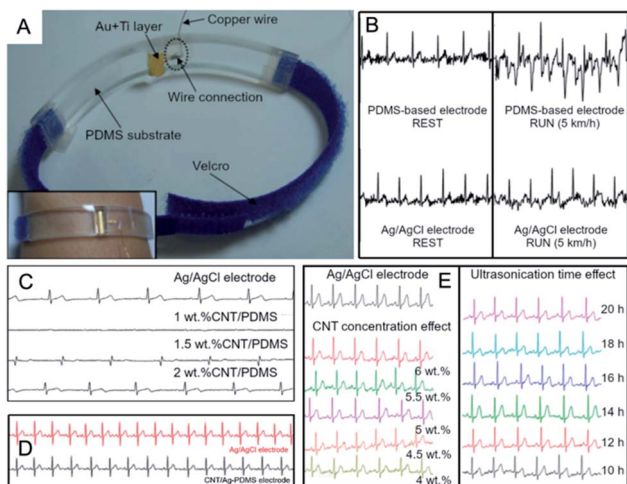 A
Copper wire
Au+Ti layer
Wire connection
PDMS substrate
Velcro
B
PDMS-based electrode
REST
PDMS-based electrode
RUN (5 km/h)
Ag/AgCl electrode
REST
Ag/AgCl electrode
RUN (5 km/h)
C
Ag/AgCl electrode
1 wt.%CNT/PDMS
1.5 wt.%CNT/PDMS
2 wt.%CNT/PDMS
D
Ag/AgCl electrode
CNT/Ag-PDMS electrode
E
Ag/AgCl electrode
CNT concentration effect
6 wt.%
5.5 wt.%
5 wt.%
4.5 wt.%
4 wt.%
Ultrasonication time effect
20 h
18 h
16 h
14 h
12 h
10 h